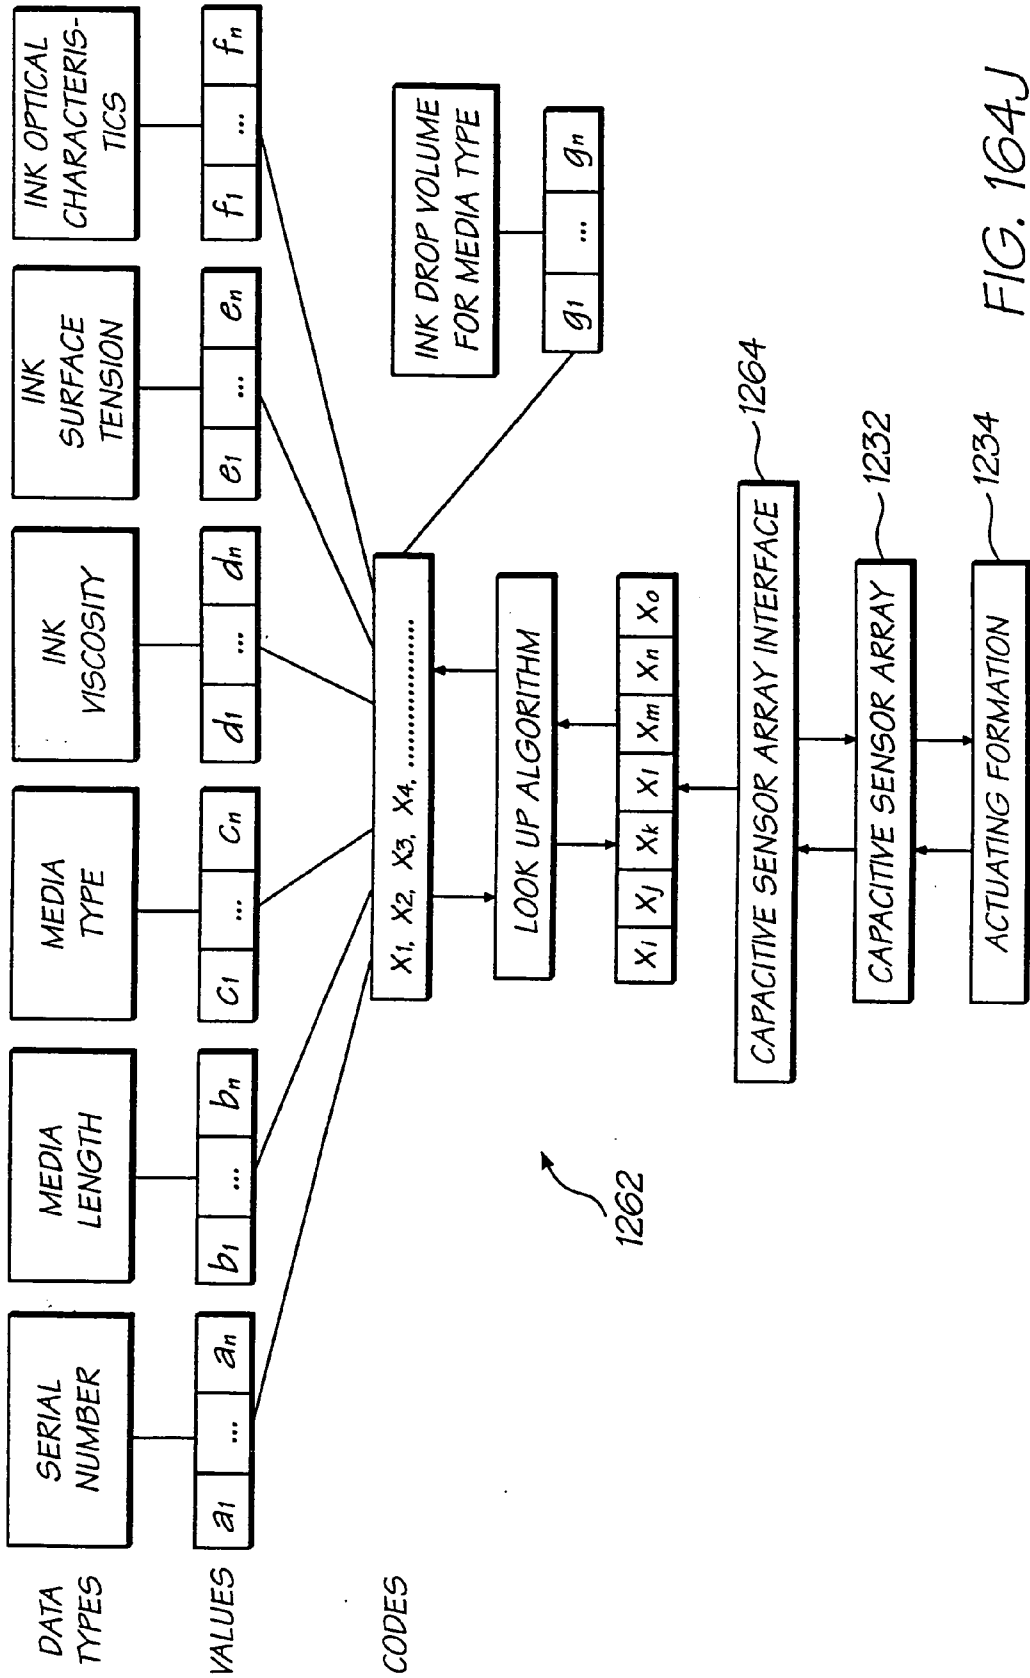 DATA
TYPES
SERIAL
NUMBER
MEDIA
LENGTH
MEDIA
TYPE
INK
VISCOSITY
INK
SURFACE
TENSION
INK OPTICAL
CHARACTERIS-
TICS
VALUES
a1 ... an
b1 ... bn
c1 ... cn
d1 ... dn
e1 ... en
f1 ... fn
CODES
X1, X2, X3, X4, ....................
INK DROP VOLUME
FOR MEDIA TYPE
g1 ... gn
LOOK UP ALGORITHM
Xi Xj Xk Xl Xm Xn Xo
1262
CAPACITIVE SENSOR ARRAY INTERFACE
1264
CAPACITIVE SENSOR ARRAY
1232
ACTUATING FORMATION
1234
FIG. 164J